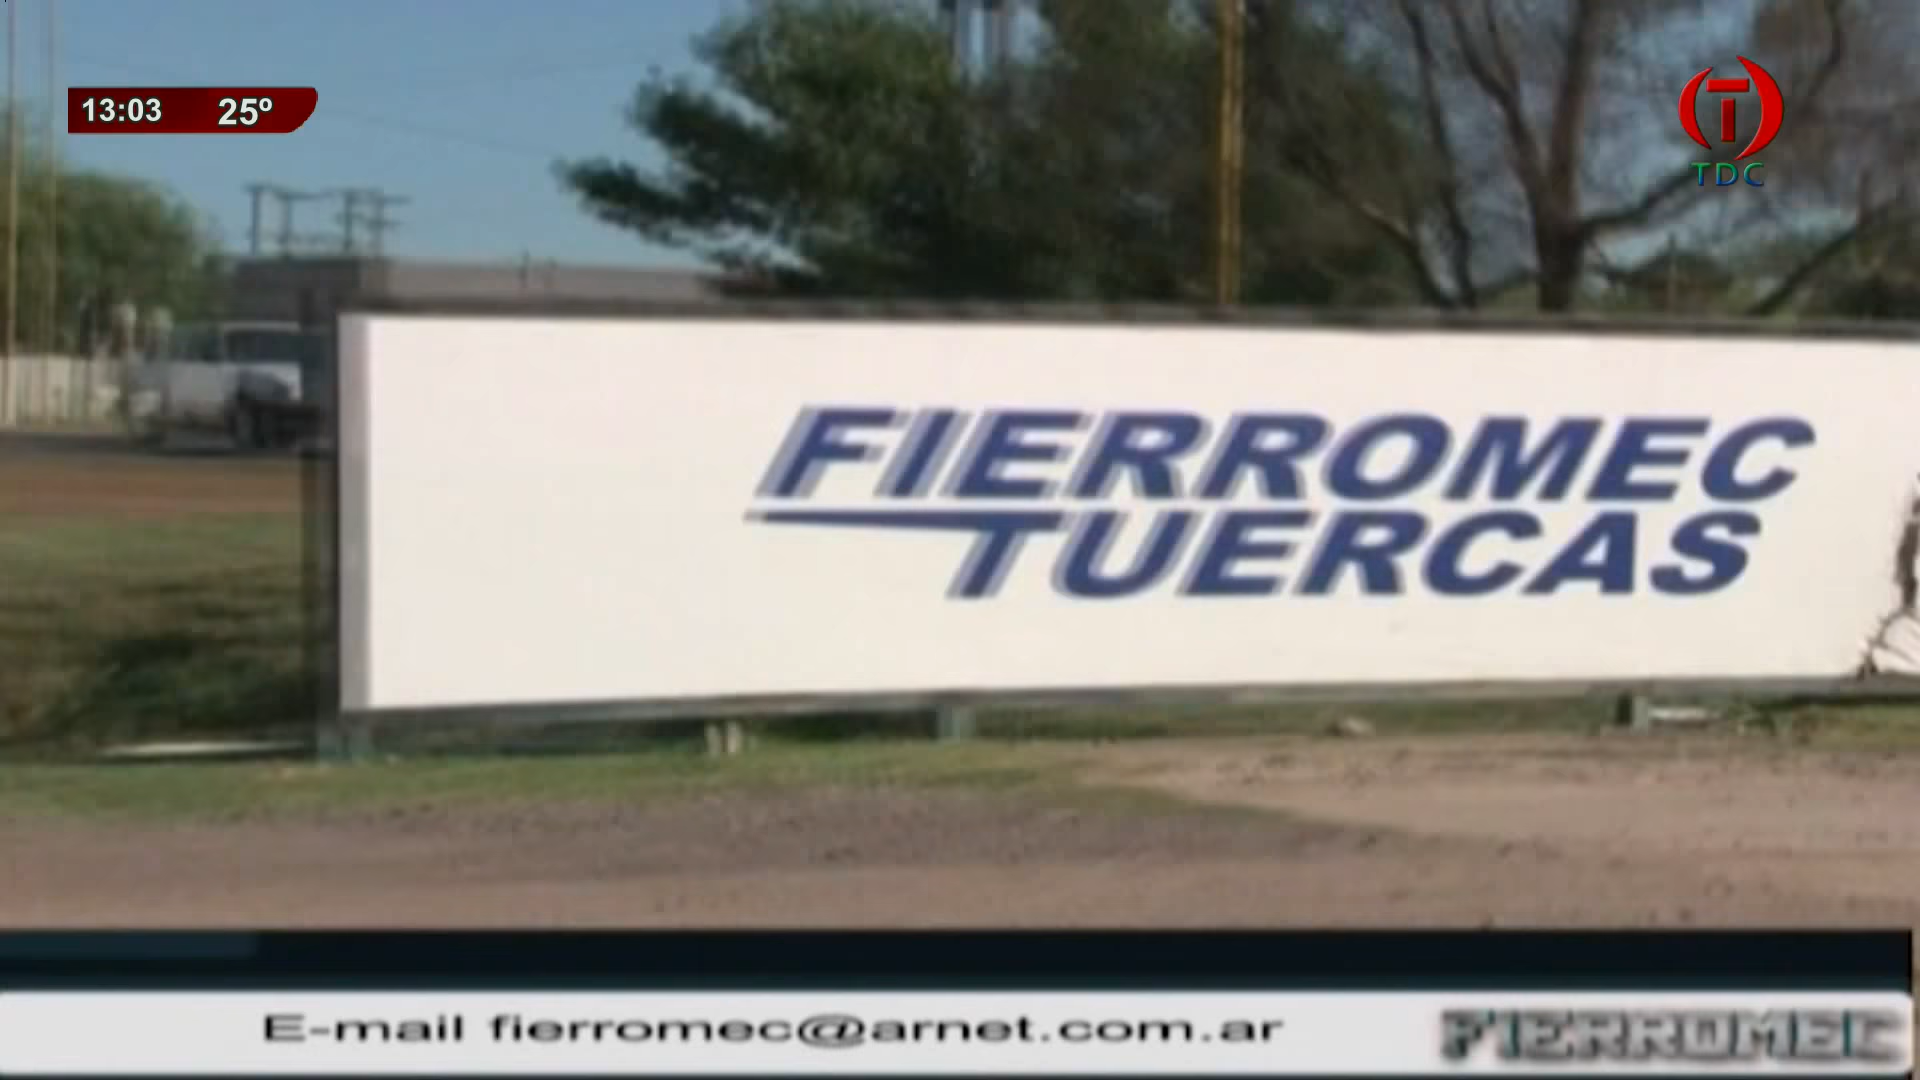 13:03 25º
T
TDC
FIERROMEC
TUERCAS
E-mail fierromec@arnet.com.ar
FIERROMEC